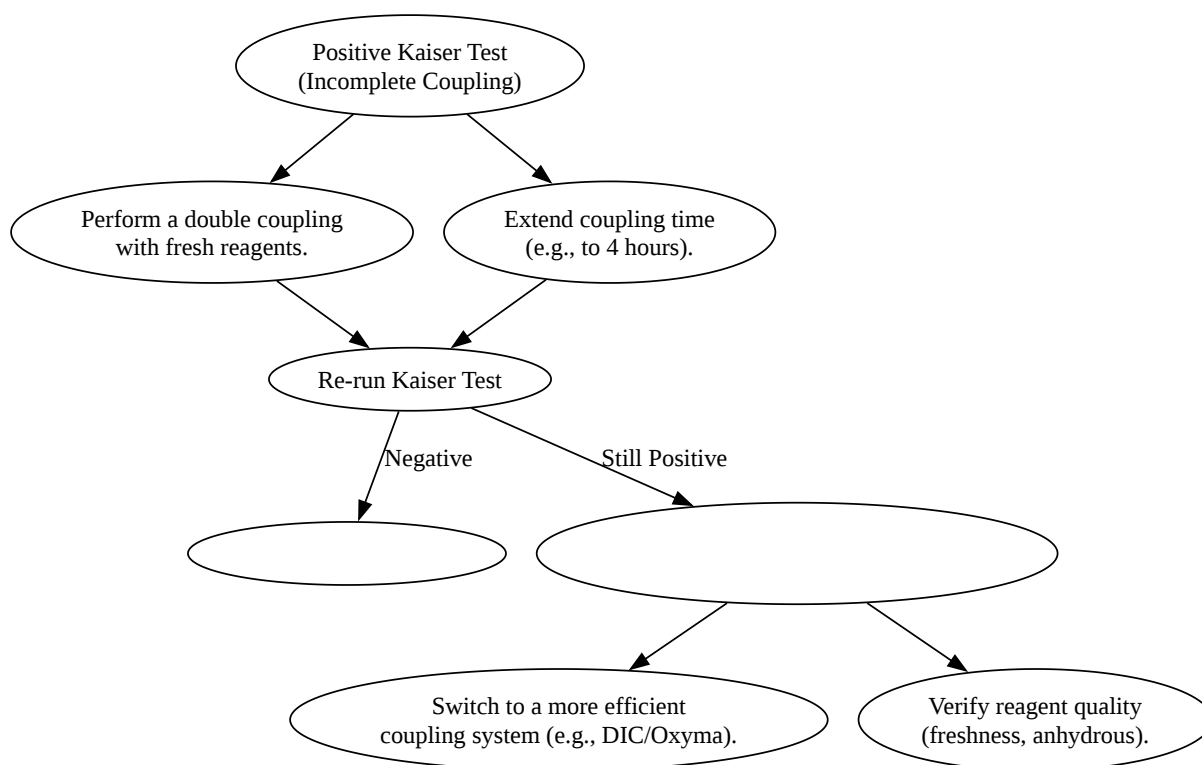 Positive Kaiser Test
(Incomplete Coupling)
Perform a double coupling
with fresh reagents.
Extend coupling time
(e.g., to 4 hours).
Re-run Kaiser Test
Negative
Still Positive
Switch to a more efficient
coupling system (e.g., DIC/Oxyma).
Verify reagent quality
(freshness, anhydrous).